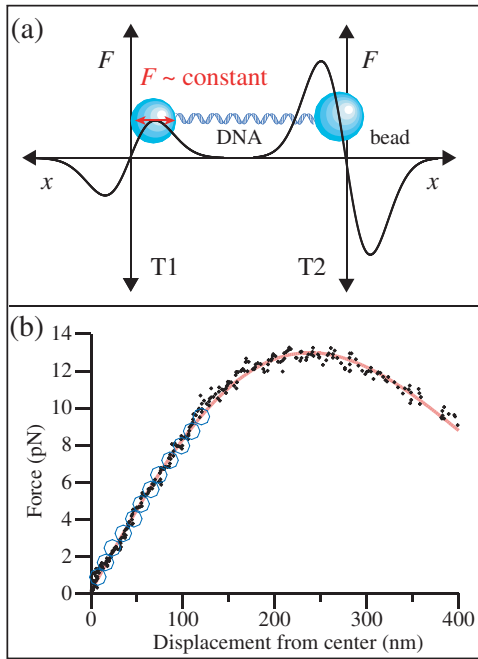 (a)
F
F
F ~ constant
DNA
bead
x
x
T1
T2
(b)
14
12
10
8
6
4
2
0
Force (pN)
0
100
200
300
400
Displacement from center (nm)